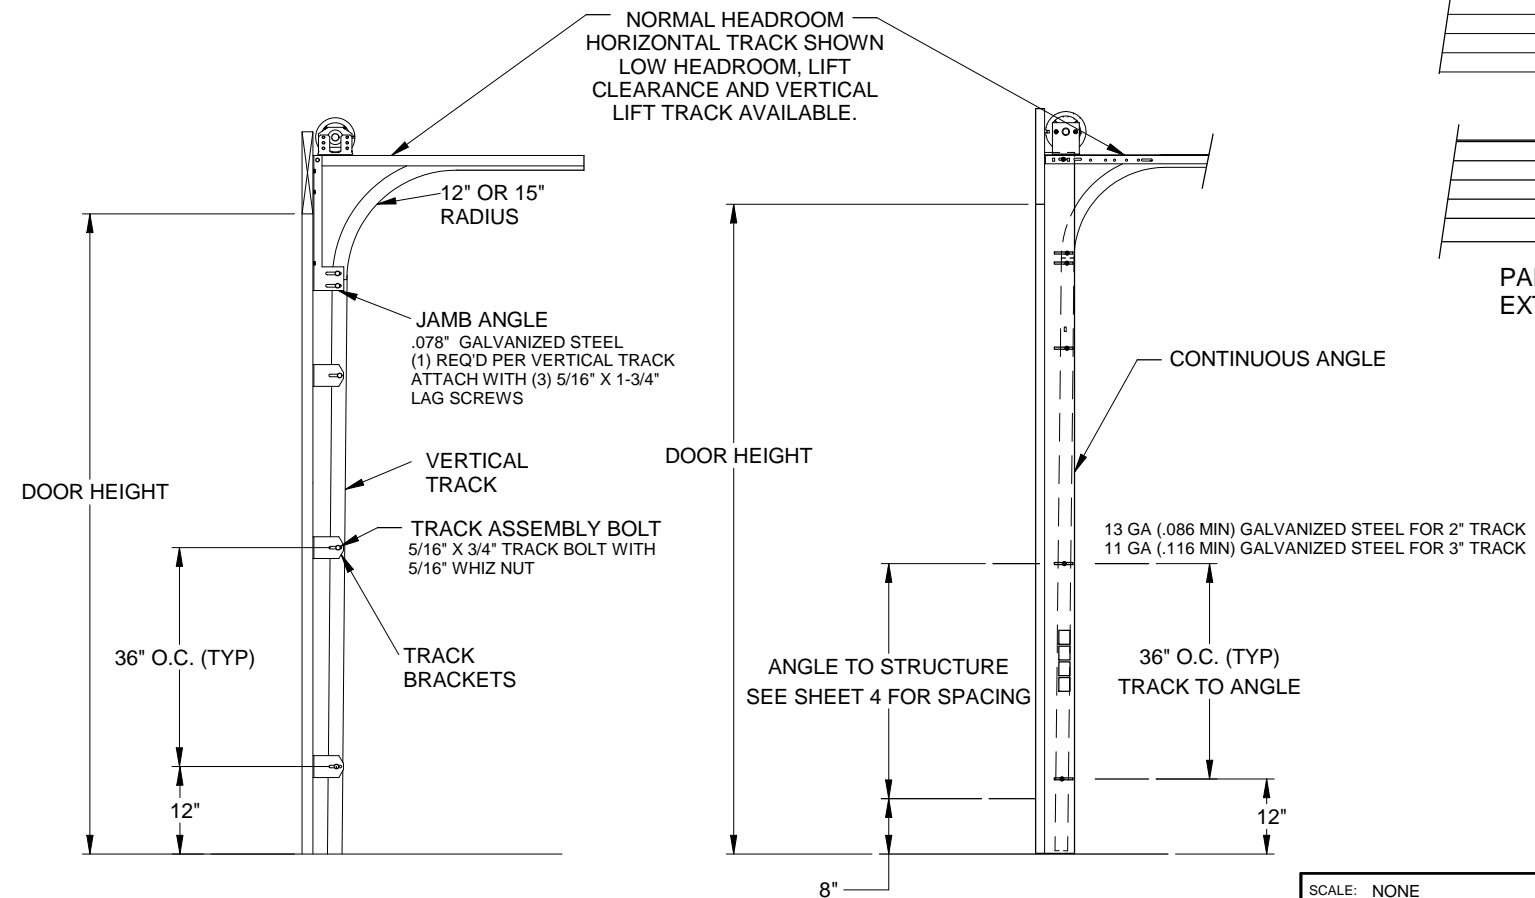 NORMAL HEADROOM
HORIZONTAL TRACK SHOWN
LOW HEADROOM, LIFT
CLEARANCE AND VERTICAL
LIFT TRACK AVAILABLE.
12" OR 15"
RADIUS
JAMB ANGLE
.078" GALVANIZED STEEL
(1) REQ'D PER VERTICAL TRACK
ATTACH WITH (3) 5/16" X 1-3/4"
LAG SCREWS
VERTICAL
TRACK
DOOR HEIGHT
TRACK ASSEMBLY BOLT
5/16" X 3/4" TRACK BOLT WITH
5/16" WHIZ NUT
36" O.C. (TYP)
TRACK
BRACKETS
12"
CONTINUOUS ANGLE
DOOR HEIGHT
13 GA (.086 MIN) GALVANIZED STEEL FOR 2" TRACK
11 GA (.116 MIN) GALVANIZED STEEL FOR 3" TRACK
ANGLE TO STRUCTURE
SEE SHEET 4 FOR SPACING
36" O.C. (TYP)
TRACK TO ANGLE
12"
8"
EXT
SCALE: NONE